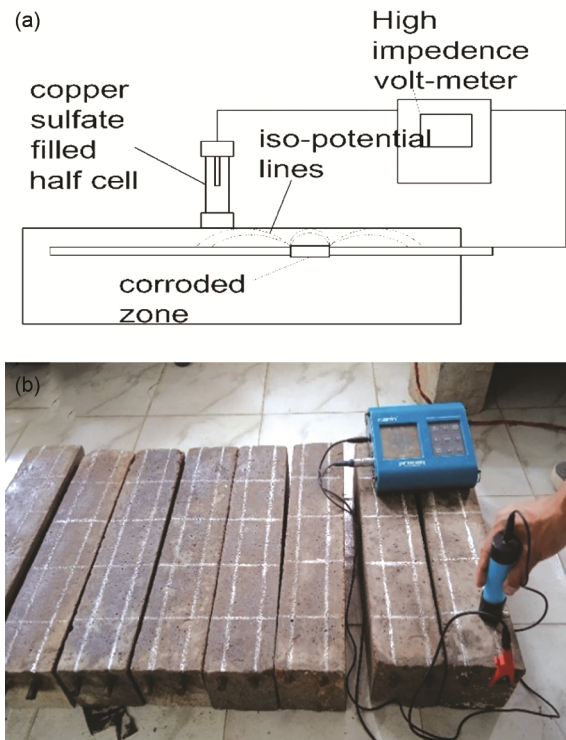 (a)
High
impedence
volt-meter
copper
sulfate
filled
half cell
iso-potential
lines
corroded
zone
(b)